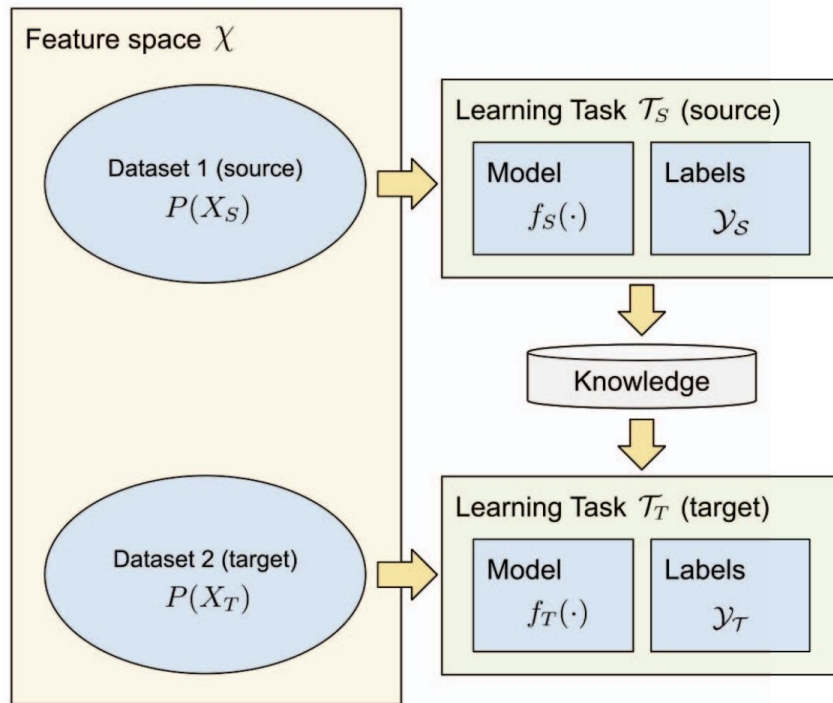 Feature space χ
Dataset 1 (source)
P(X_S)
Learning Task 𝒯_S (source)
Model
f_S(·)
Labels
𝒴_𝒮
Knowledge
Dataset 2 (target)
P(X_T)
Learning Task 𝒯_T (target)
Model
f_T(·)
Labels
𝒴_𝒯